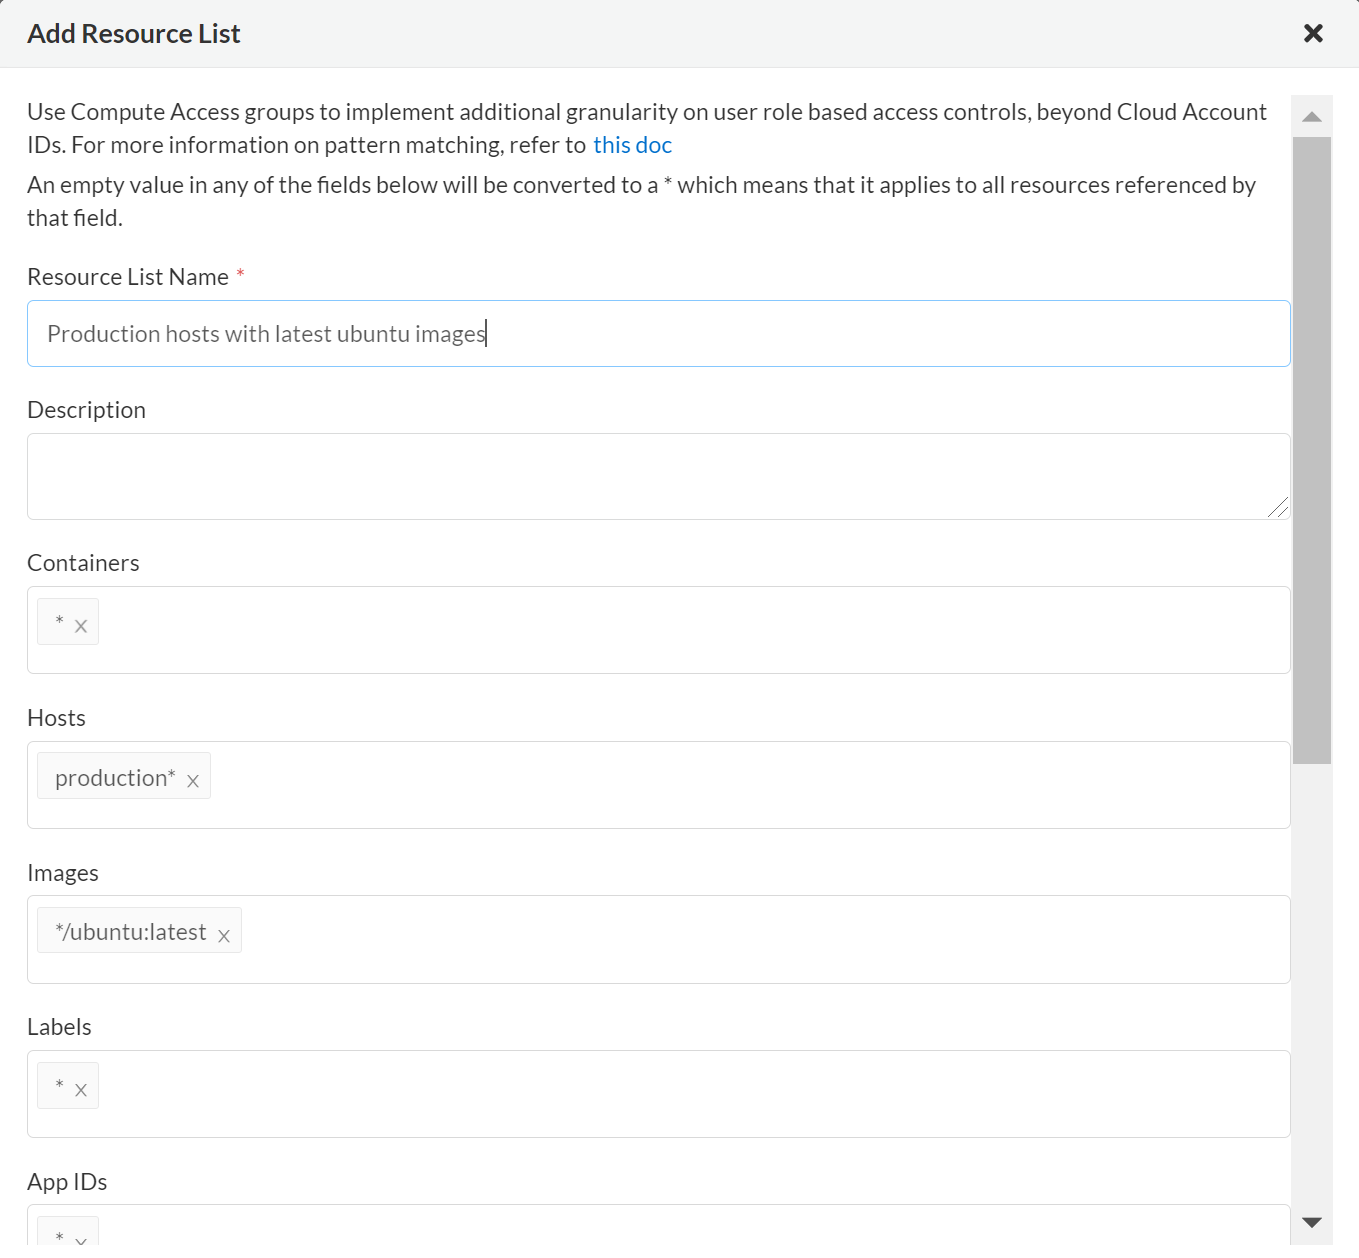 Add Resource List
Use Compute Access groups to implement additional granularity on user role based access controls, beyond Cloud Account
IDs. For more information on pattern matching, refer to this doc
An empty value in any of the fields below will be converted to a * which means that it applies to all resources referenced by
that field.
Resource List Name *
Production hosts with latest ubuntu images
Description
Containers
*
Hosts
production*
Images
*/ubuntu:latest
Labels
*
App IDs
*